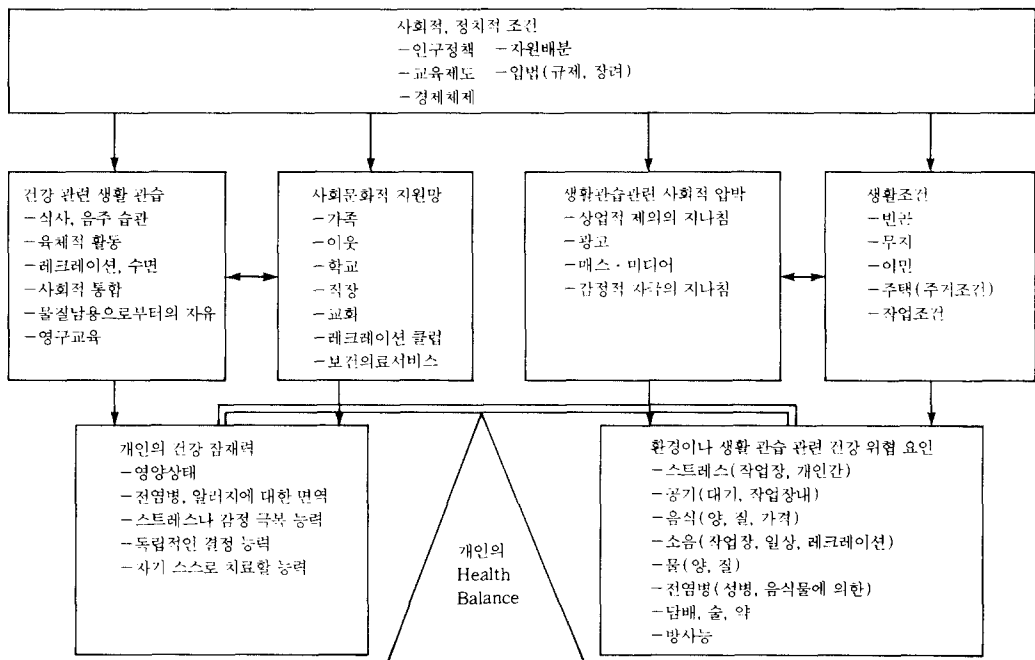 사회적, 정치적 조건
－인구정책 －자원배분
－교육제도 －입법(규제, 장려)
－경제체제
건강 관련 생활 관습
－식사, 음주 습관
－육체적 활동
－레크레이션, 수면
－사회적 통합
－물질남용으로부터의 자유
－영구교육
사회문화적 지원망
－가족
－이웃
－학교
－직장
－교회
－레크레이션 클럽
－보건의료서비스
생활관습관련 사회적 압박
－상업적 제의의 지나침
－광고
－매스·미디어
－감정적 자극의 지나침
생활조건
－빈곤
－무지
－이민
－주택(주거조건)
－작업조건
개인의 건강 잠재력
－영양상태
－전염병, 알러지에 대한 면역
－스트레스나 감정 극복 능력
－독립적인 결정 능력
－자기 스스로 치료할 능력
개인의
Health
Balance
환경이나 생활 관습 관련 건강 위협 요인
－스트레스(작업장, 개인간)
－공기(대기, 작업장내)
－음식(양, 질, 가격)
－소음(작업장, 일상, 레크레이션)
－물(양, 질)
－전염병(성병, 음식물에 의한)
－담배, 술, 약
－방사능